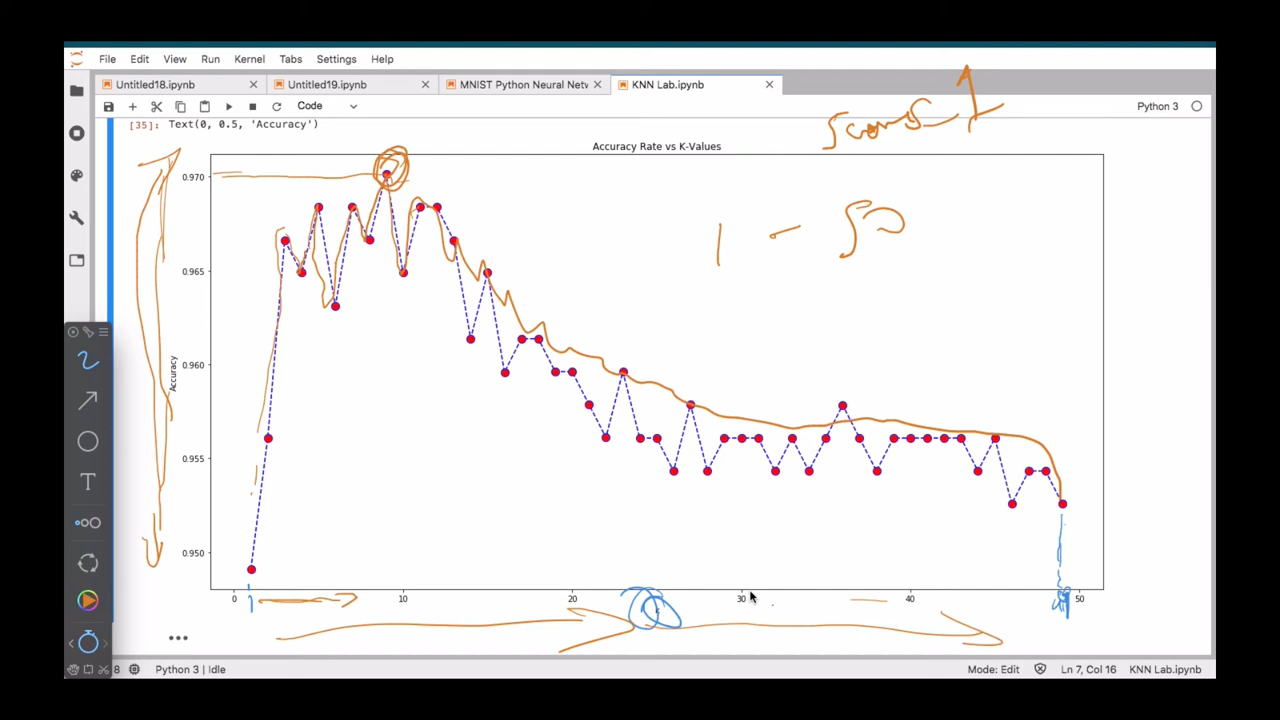 File Edit View Run Kernel Tabs Settings Help
Untitled18.ipynb Untitled19.ipynb MNIST Python Neural Netw KNN Lab.ipynb
Code Python 3
[35]: Text(0, 0.5, 'Accuracy')
Accuracy Rate vs K-Values
0.970
1 - 50
0.965
0.960
Accuracy
0.955
0.950
0 10 20 30 40 50
T
8 Python 3 | Idle Mode: Edit Ln 7, Col 16 KNN Lab.ipynb